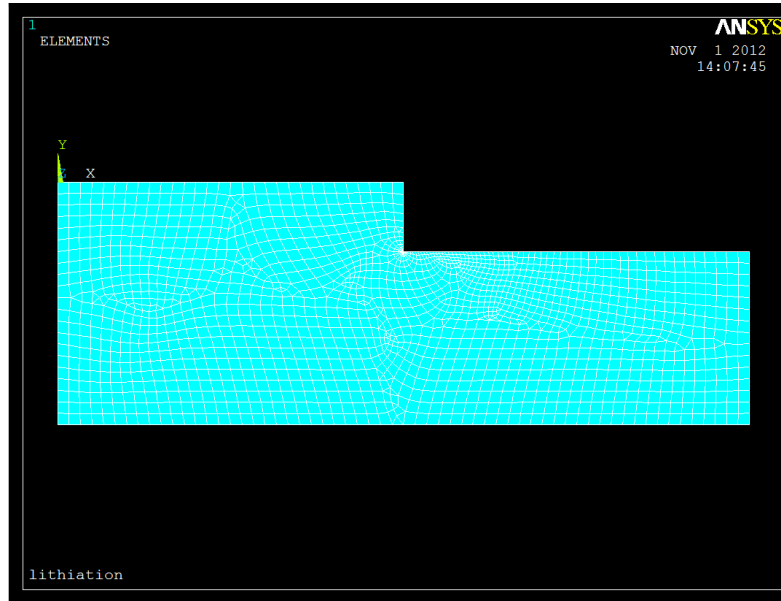 1
ELEMENTS
ANSYS
NOV 1 2012
14:07:45
Y
Z X
lithiation